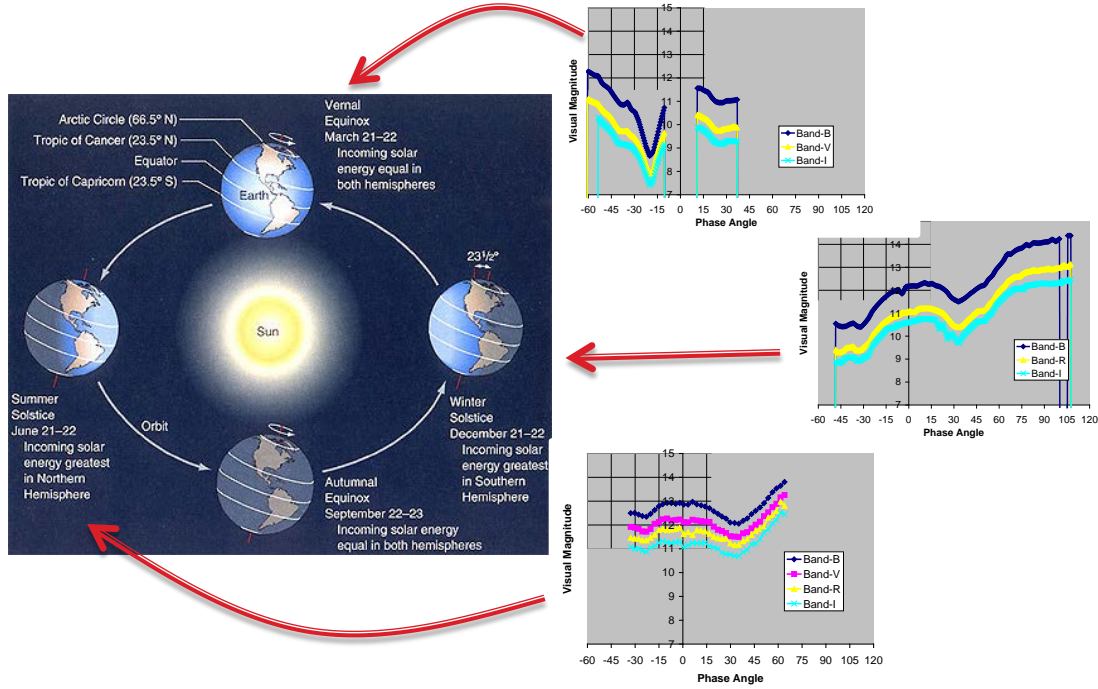 Arctic Circle (66.5º N)
Tropic of Cancer (23.5º N)
Equator
Tropic of Capricorn (23.5º S)
Earth
Vernal
Equinox
March 21–22
Incoming solar
energy equal in
both hemispheres
23 1/2º
Sun
Summer
Solstice
June 21–22
Incoming solar
energy greatest
in Northern
Hemisphere
Orbit
Winter
Solstice
December 21–22
Incoming solar
energy greatest
in Southern
Hemisphere
Autumnal
Equinox
September 22–23
Incoming solar energy
equal in both hemispheres
Visual Magnitude
15
14
13
12
11
10
9
8
7
-60 -45 -30 -15 0 15 30 45 60 75 90 105 120
Phase Angle
Band-B
Band-V
Band-I
Visual Magnitude
14
13
12
11
10
9
8
7
-60 -45 -30 -15 0 15 30 45 60 75 90 105 120
Phase Angle
Band-B
Band-R
Band-I
Visual Magnitude
15
14
13
12
11
10
9
8
7
-60 -45 -30 -15 0 15 30 45 60 75 90 105 120
Phase Angle
Band-B
Band-V
Band-R
Band-I